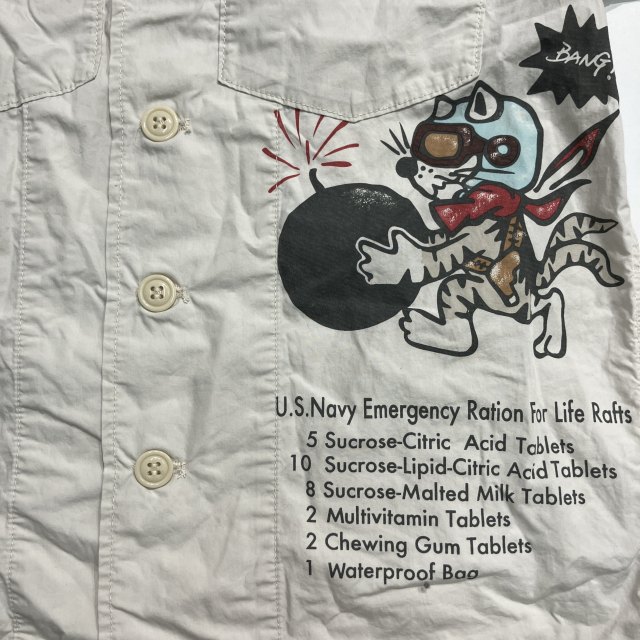 BANG!
U.S.Navy Emergency Ration For Life Rafts
5 Sucrose-Citric Acid Tablets
10 Sucrose-Lipid-Citric Acid Tablets
8 Sucrose-Malted Milk Tablets
2 Multivitamin Tablets
2 Chewing Gum Tablets
1 Waterproof Bag